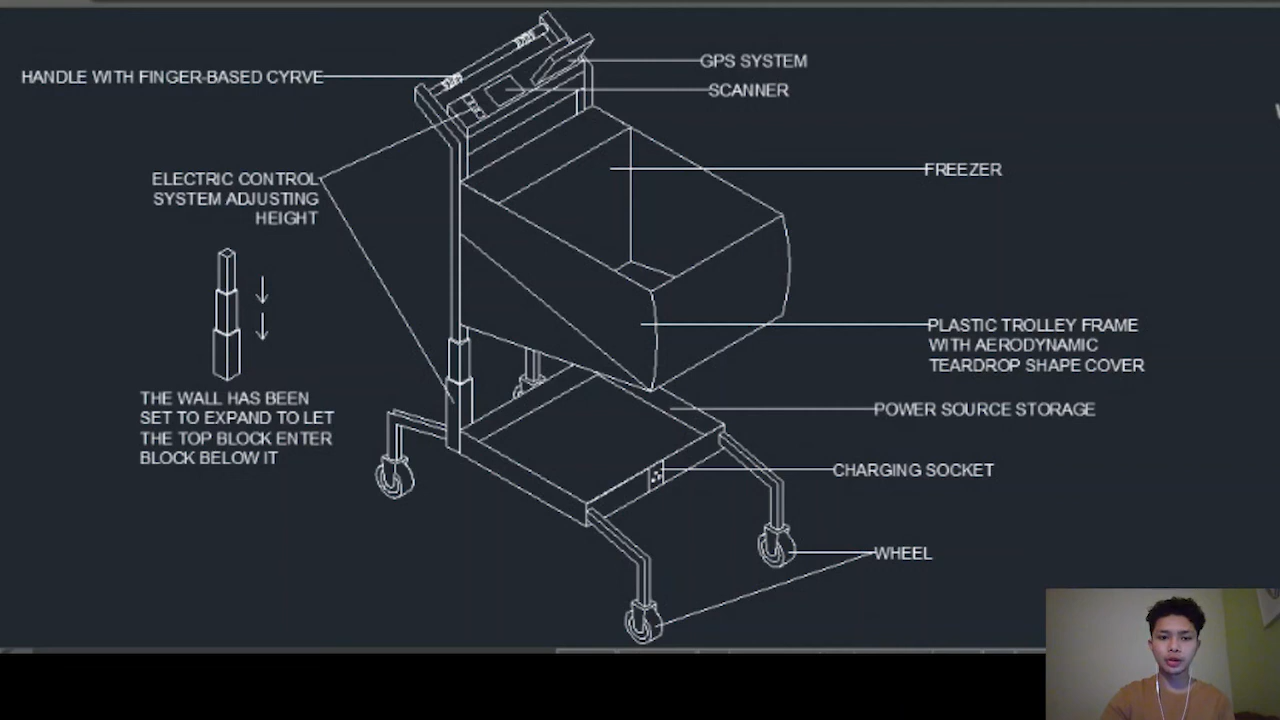 HANDLE WITH FINGER-BASED CYRVE
GPS SYSTEM
SCANNER
FREEZER
ELECTRIC CONTROL
SYSTEM ADJUSTING
HEIGHT
PLASTIC TROLLEY FRAME
WITH AERODYNAMIC
TEARDROP SHAPE COVER
THE WALL HAS BEEN
SET TO EXPAND TO LET
THE TOP BLOCK ENTER
BLOCK BELOW IT
POWER SOURCE STORAGE
CHARGING SOCKET
WHEEL